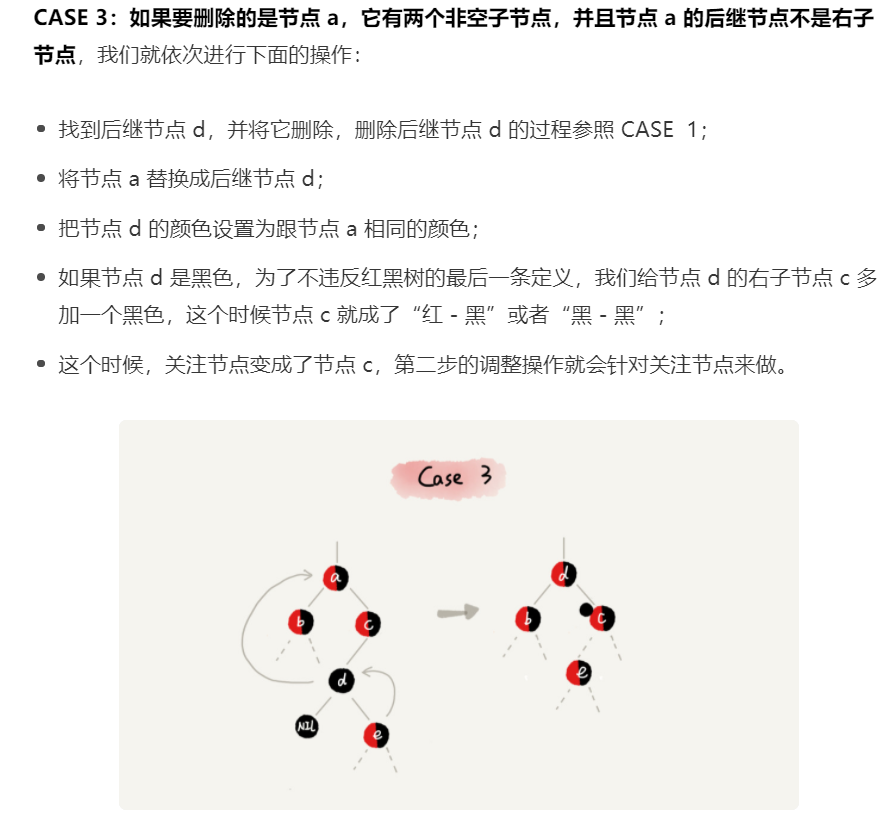 CASE 3：如果要删除的是节点 a，它有两个非空子节点，并且节点 a 的后继节点不是右子
节点，我们就依次进行下面的操作：
• 找到后继节点 d，并将它删除，删除后继节点 d 的过程参照 CASE 1；
• 将节点 a 替换成后继节点 d；
• 把节点 d 的颜色设置为跟节点 a 相同的颜色；
• 如果节点 d 是黑色，为了不违反红黑树的最后一条定义，我们给节点 d 的右子节点 c 多
加一个黑色，这个时候节点 c 就成了“红 - 黑”或者“黑 - 黑”；
• 这个时候，关注节点变成了节点 c，第二步的调整操作就会针对关注节点来做。
Case 3
a
d
b
c
b
c
d
e
NIL
e